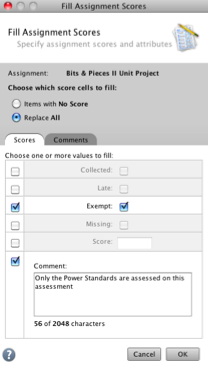 Fill Assignment Scores
Fill Assignment Scores
Specify assignment scores and attributes
Assignment: Bits & Pieces II Unit Project
Choose which score cells to fill:
Items with No Score
Replace All
Scores Comments
Choose one or more values to fill:
Collected:
Late:
Exempt:
Missing:
Score:
Comment:
Only the Power Standards are assessed on this
assessment
56 of 2048 characters
? Cancel OK